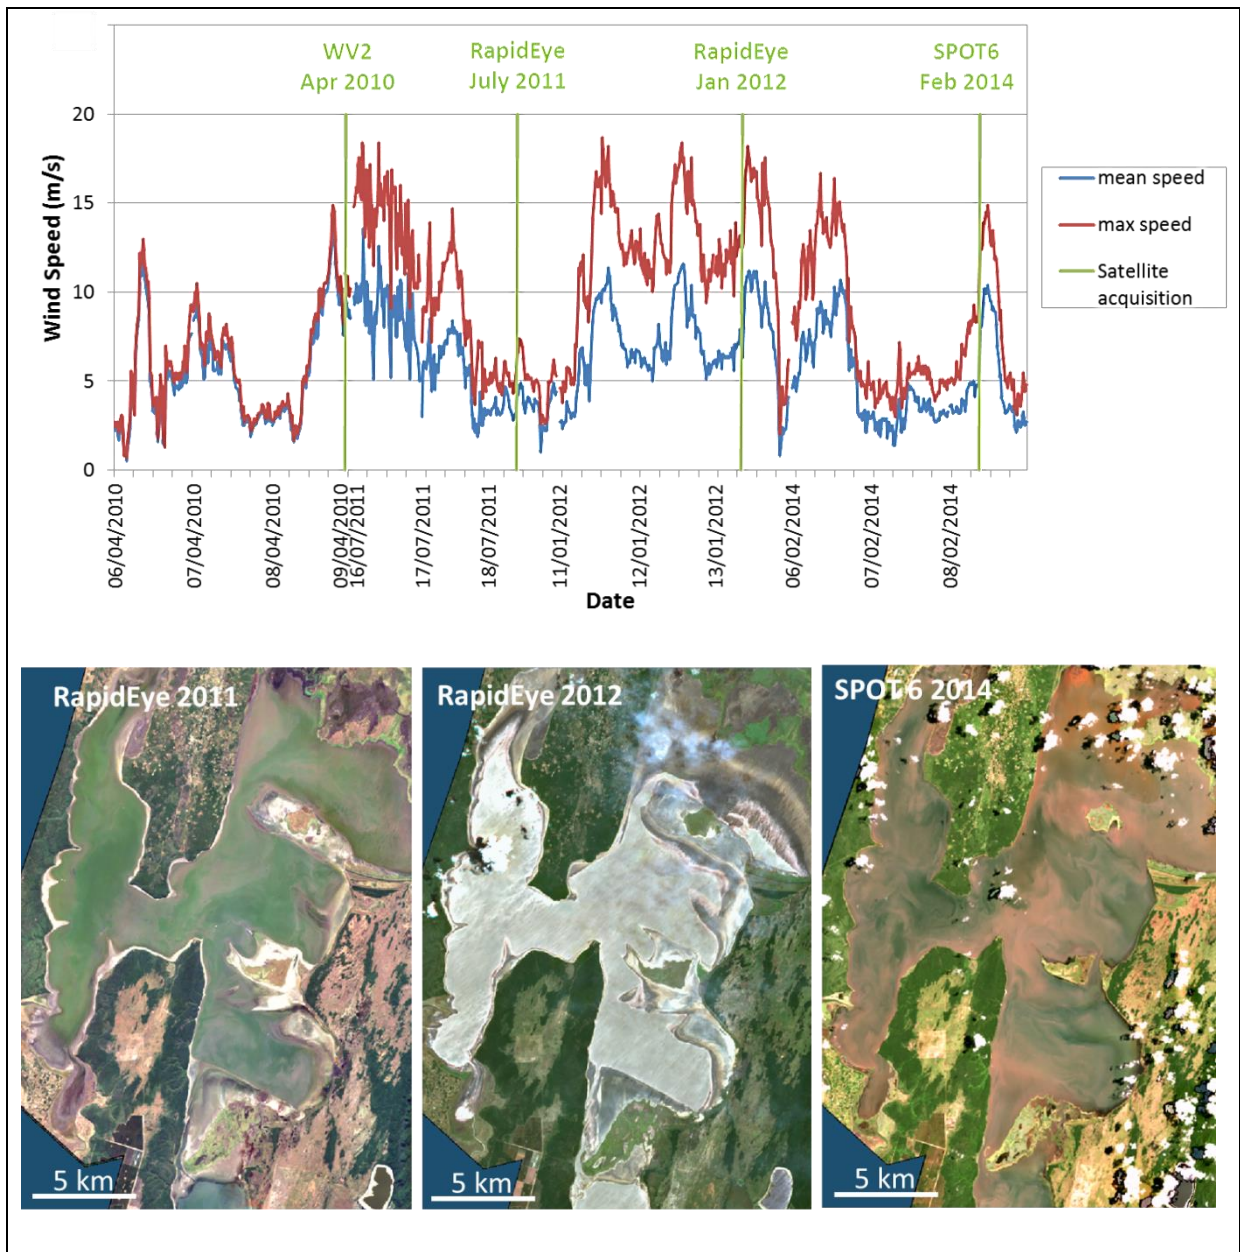 WV2
Apr 2010
RapidEye
July 2011
RapidEye
Jan 2012
SPOT6
Feb 2014
Wind Speed (m/s)
20
15
10
5
0
06/04/2010
07/04/2010
08/04/2010
09/04/2010
16/07/2011
17/07/2011
18/07/2011
11/01/2012
12/01/2012
13/01/2012
06/02/2014
07/02/2014
08/02/2014
Date
mean speed
max speed
Satellite
acquisition
RapidEye 2011
RapidEye 2012
SPOT 6 2014
5 km
5 km
5 km